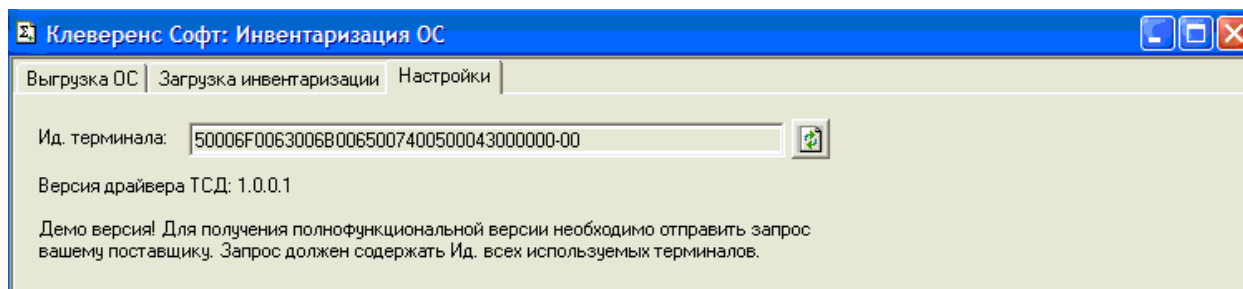 Клеверенс Софт: Инвентаризация ОС
Выгрузка ОС Загрузка инвентаризации Настройки
Ид. терминала: 50006F0063006B0065007400500043000000-00
Версия драйвера ТСД: 1.0.0.1
Демо версия! Для получения полнофункциональной версии необходимо отправить запрос
вашему поставщику. Запрос должен содержать Ид. всех используемых терминалов.